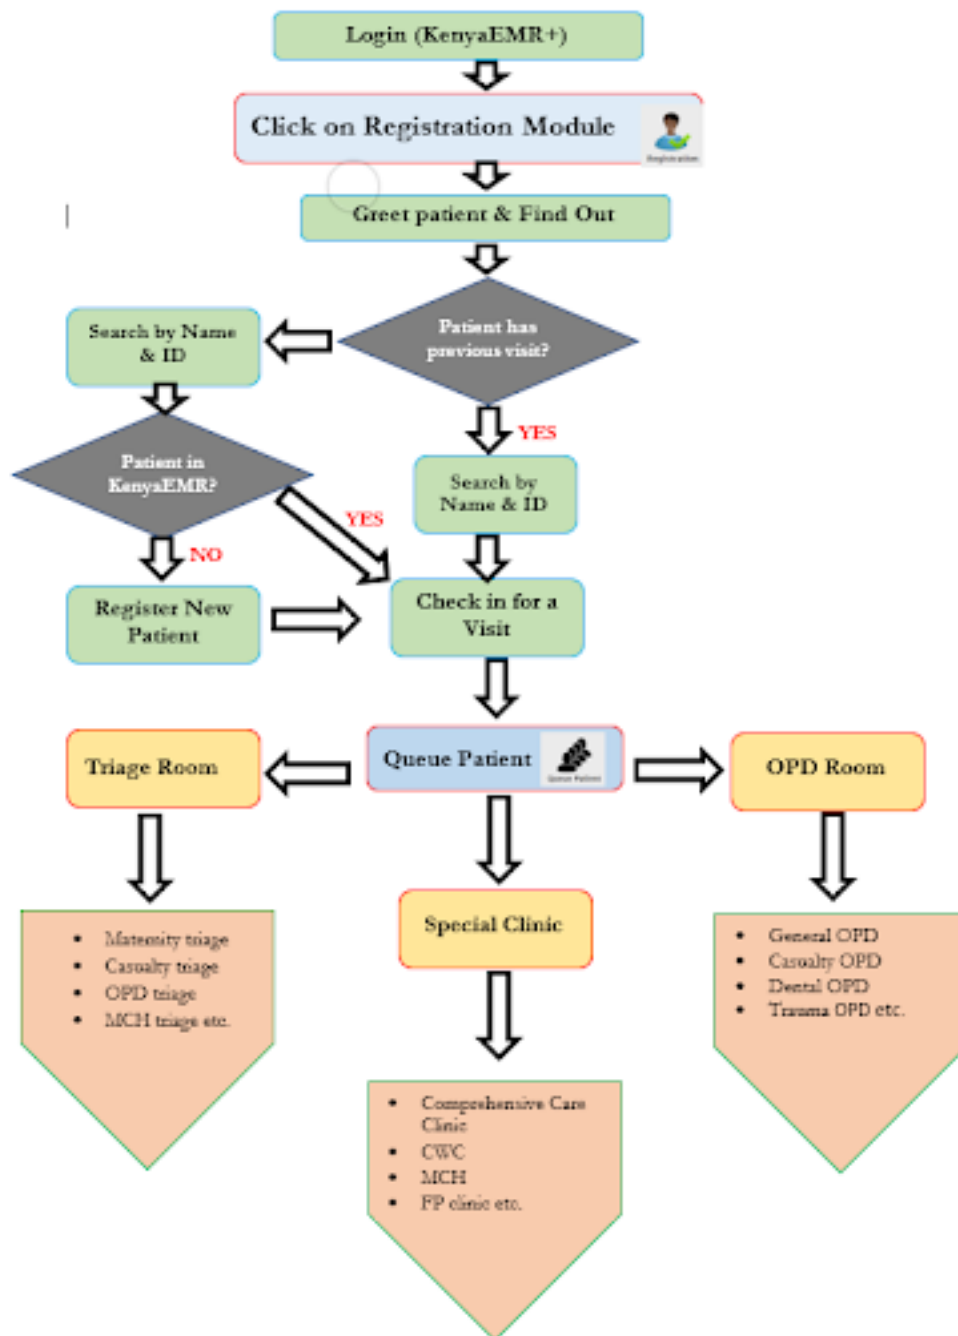 Login (KenyaEMR+)
Click on Registration Module
Registration
Greet patient & Find Out
Patient has
previous visit?
Search by Name
& ID
YES
Patient in
KenyaEMR?
Search by
Name & ID
YES
NO
Register New
Patient
Check in for a
Visit
Triage Room
Queue Patient
Queue Patient
OPD Room
Special Clinic
• Maternity triage
• Casualty triage
• OPD triage
• MCH triage etc.
• General OPD
• Casualty OPD
• Dental OPD
• Trauma OPD etc.
• Comprehensive Care
Clinic
• CWC
• MCH
• FP clinic etc.